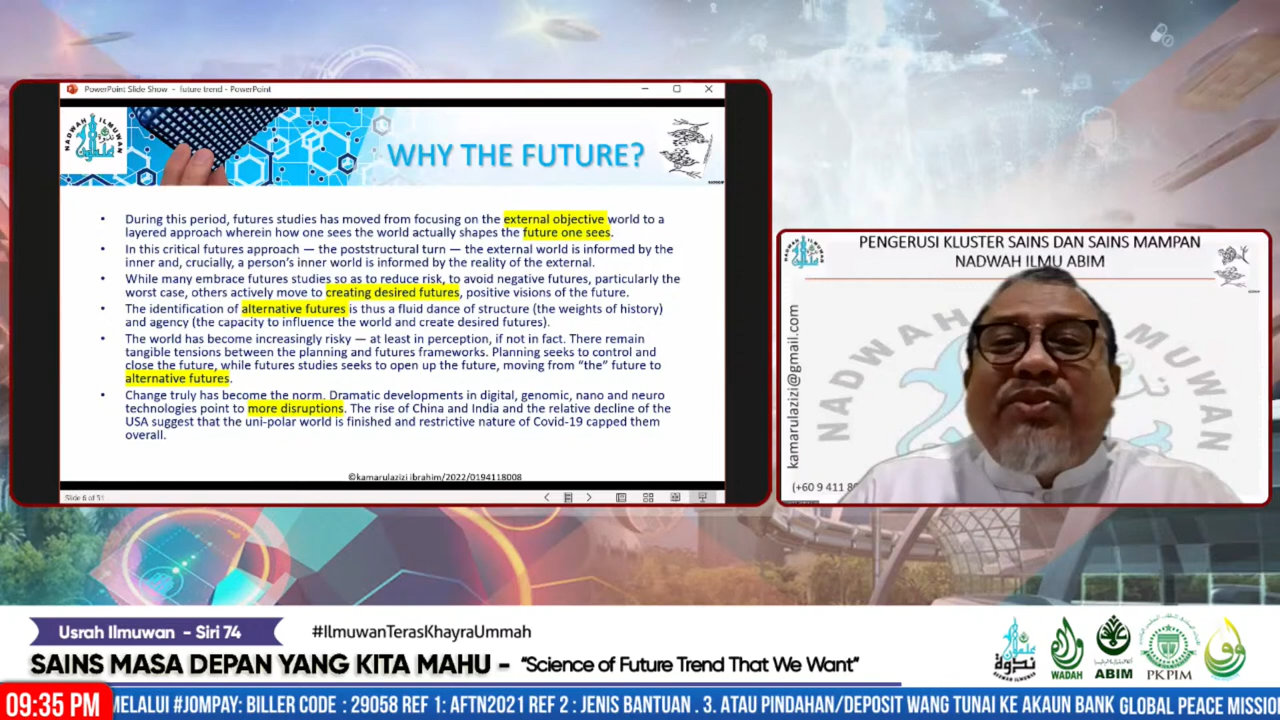 PowerPoint Slide Show - future trend - PowerPoint
NADWAH ILMUWAN
WHY THE FUTURE?
• During this period, futures studies has moved from focusing on the external objective world to a
layered approach wherein how one sees the world actually shapes the future one sees.
• In this critical futures approach — the poststructural turn — the external world is informed by the
inner and, crucially, a person's inner world is informed by the reality of the external.
• While many embrace futures studies so as to reduce risk, to avoid negative futures, particularly the
worst case, others actively move to creating desired futures, positive visions of the future.
• The identification of alternative futures is thus a fluid dance of structure (the weights of history)
and agency (the capacity to influence the world and create desired futures).
• The world has become increasingly risky — at least in perception, if not in fact. There remain
tangible tensions between the planning and futures frameworks. Planning seeks to control and
close the future, while futures studies seeks to open up the future, moving from “the” future to
alternative futures.
• Change truly has become the norm. Dramatic developments in digital, genomic, nano and neuro
technologies point to more disruptions. The rise of China and India and the relative decline of the
USA suggest that the uni-polar world is finished and restrictive nature of Covid-19 capped them
overall.
©kamarulazizi ibrahim/2022/0194118008
Slide 6 of 51
PENGERUSI KLUSTER SAINS DAN SAINS MAMPAN
NADWAH ILMU ABIM
kamarulazizi@gmail.com
NADWAH
MUWAN
(+60 9 411 8
Usrah Ilmuwan - Siri 74
#IlmuwanTerasKhayraUmmah
SAINS MASA DEPAN YANG KITA MAHU - “Science of Future Trend That We Want”
WADAH
ABIM
PKPIM
09:35 PM
MELALUI #JOMPAY: BILLER CODE : 29058 REF 1: AFTN2021 REF 2 : JENIS BANTUAN . 3. ATAU PINDAHAN/DEPOSIT WANG TUNAI KE AKAUN BANK GLOBAL PEACE MISSIO